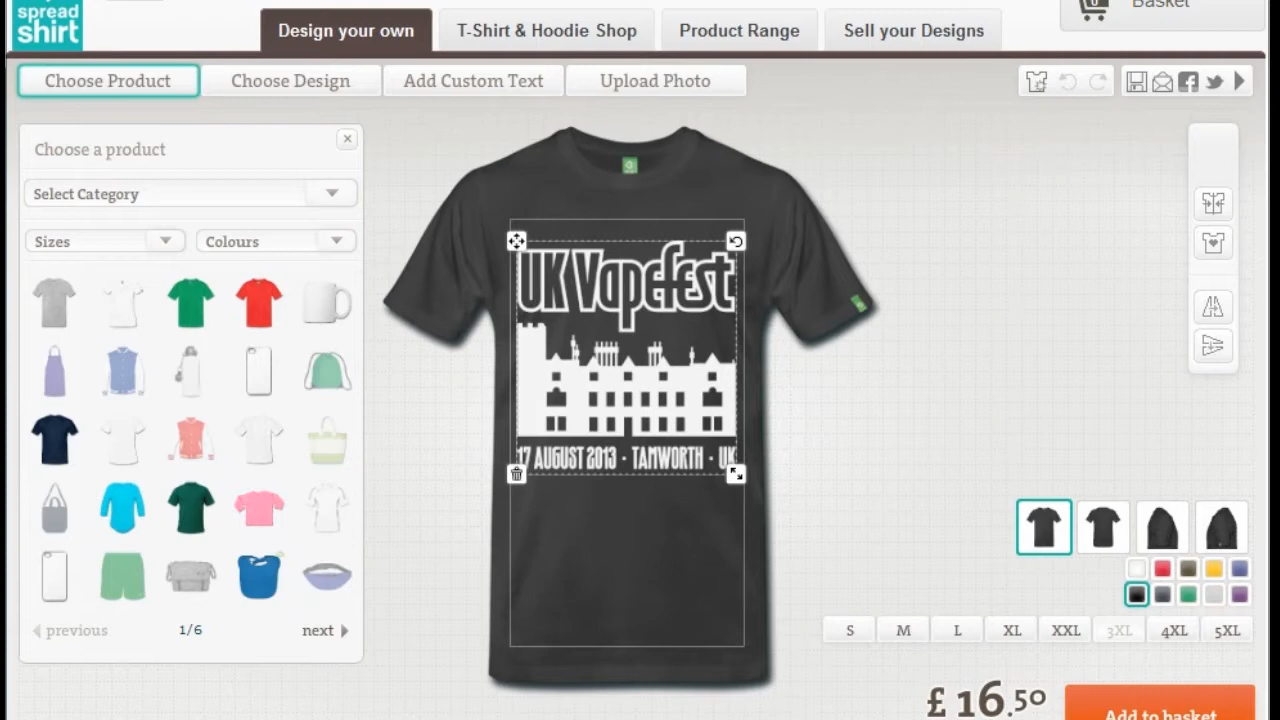 spread
shirt
Design your own
T-Shirt & Hoodie Shop
Product Range
Sell your Designs
0
Basket
Choose Product
Choose Design
Add Custom Text
Upload Photo
Choose a product
Select Category
Sizes
Colours
UK Vapefest
17 AUGUST 2013 · TAMWORTH · UK
previous
1/6
next
S
M
L
XL
XXL
3XL
4XL
5XL
£ 16.50
Add to basket